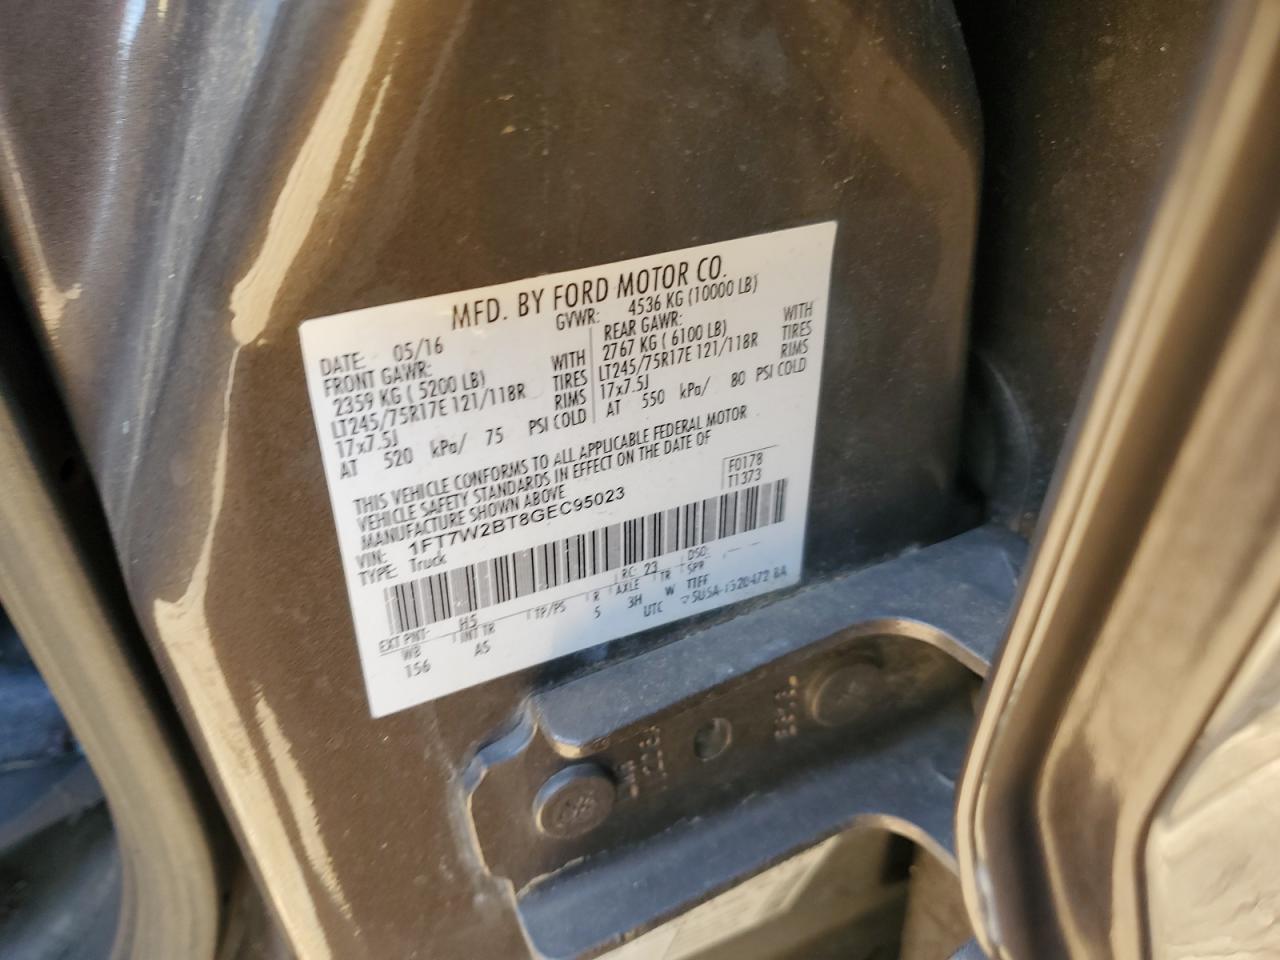 MFD. BY FORD MOTOR CO.
DATE: 05/16
GVWR: 4536 KG (10000 LB)
FRONT GAWR:
2359 KG ( 5200 LB) WITH
LT245/75R17E 121/118R TIRES
17x7.5J RIMS
AT 520 kPa/ 75 PSI COLD
REAR GAWR:
2767 KG ( 6100 LB) WITH
LT245/75R17E 121/118R TIRES
17x7.5J RIMS
AT 550 kPa/ 80 PSI COLD
THIS VEHICLE CONFORMS TO ALL APPLICABLE FEDERAL MOTOR
VEHICLE SAFETY STANDARDS IN EFFECT ON THE DATE OF
MANUFACTURE SHOWN ABOVE
F0178
T1373
VIN: 1FT7W2BT8GEC95023
TYPE: Truck
EXT PNT: H5 RC: 23 DSO:
WB INT TR TP/PS R AXLE TR SPR
156 AS 5 3H W TTFF
UTC